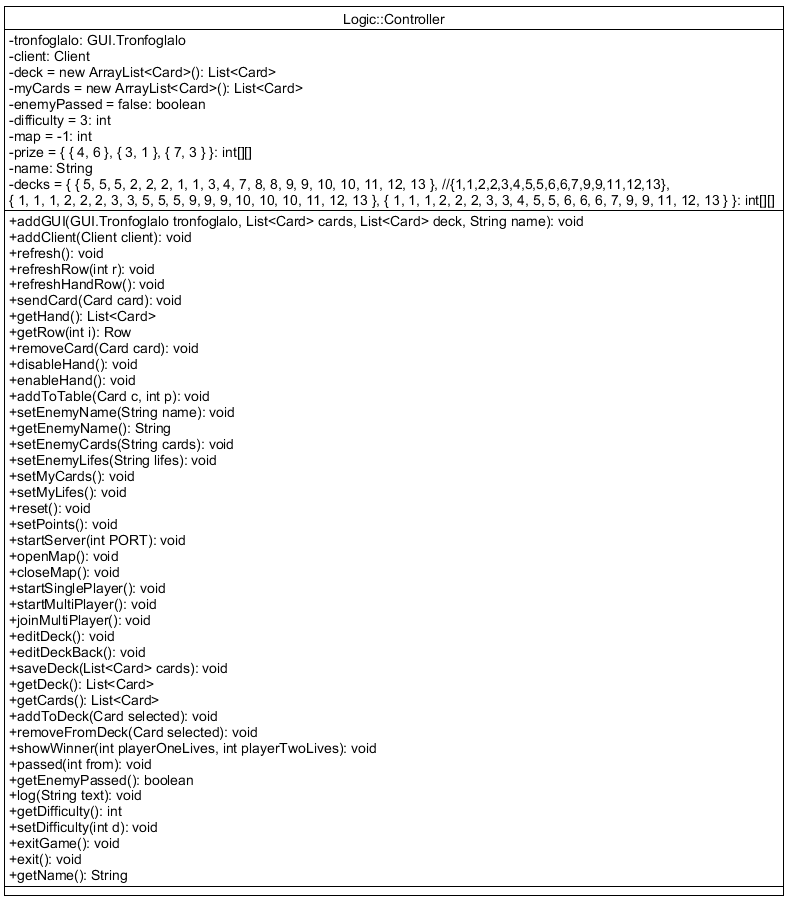 Logic::Controller
-tronfoglalo: GUI.Tronfoglalo
-client: Client
-deck = new ArrayList<Card>(): List<Card>
-myCards = new ArrayList<Card>(): List<Card>
-enemyPassed = false: boolean
-difficulty = 3: int
-map = -1: int
-prize = { { 4, 6 }, { 3, 1 }, { 7, 3 } }: int[][]
-name: String
-decks = { { 5, 5, 5, 2, 2, 2, 1, 1, 3, 4, 7, 8, 8, 9, 9, 10, 10, 11, 12, 13 }, //{1,1,2,2,3,4,5,5,6,6,7,9,9,11,12,13},
{ 1, 1, 1, 2, 2, 2, 3, 3, 5, 5, 5, 9, 9, 9, 10, 10, 10, 11, 12, 13 }, { 1, 1, 1, 2, 2, 2, 3, 3, 4, 5, 5, 6, 6, 6, 7, 9, 9, 11, 12, 13 } }: int[][]
+addGUI(GUI.Tronfoglalo tronfoglalo, List<Card> cards, List<Card> deck, String name): void
+addClient(Client client): void
+refresh(): void
+refreshRow(int r): void
+refreshHandRow(): void
+sendCard(Card card): void
+getHand(): List<Card>
+getRow(int i): Row
+removeCard(Card card): void
+disableHand(): void
+enableHand(): void
+addToTable(Card c, int p): void
+setEnemyName(String name): void
+getEnemyName(): String
+setEnemyCards(String cards): void
+setEnemyLifes(String lifes): void
+setMyCards(): void
+setMyLifes(): void
+reset(): void
+setPoints(): void
+startServer(int PORT): void
+openMap(): void
+closeMap(): void
+startSinglePlayer(): void
+startMultiPlayer(): void
+joinMultiPlayer(): void
+editDeck(): void
+editDeckBack(): void
+saveDeck(List<Card> cards): void
+getDeck(): List<Card>
+getCards(): List<Card>
+addToDeck(Card selected): void
+removeFromDeck(Card selected): void
+showWinner(int playerOneLives, int playerTwoLives): void
+passed(int from): void
+getEnemyPassed(): boolean
+log(String text): void
+getDifficulty(): int
+setDifficulty(int d): void
+exitGame(): void
+exit(): void
+getName(): String